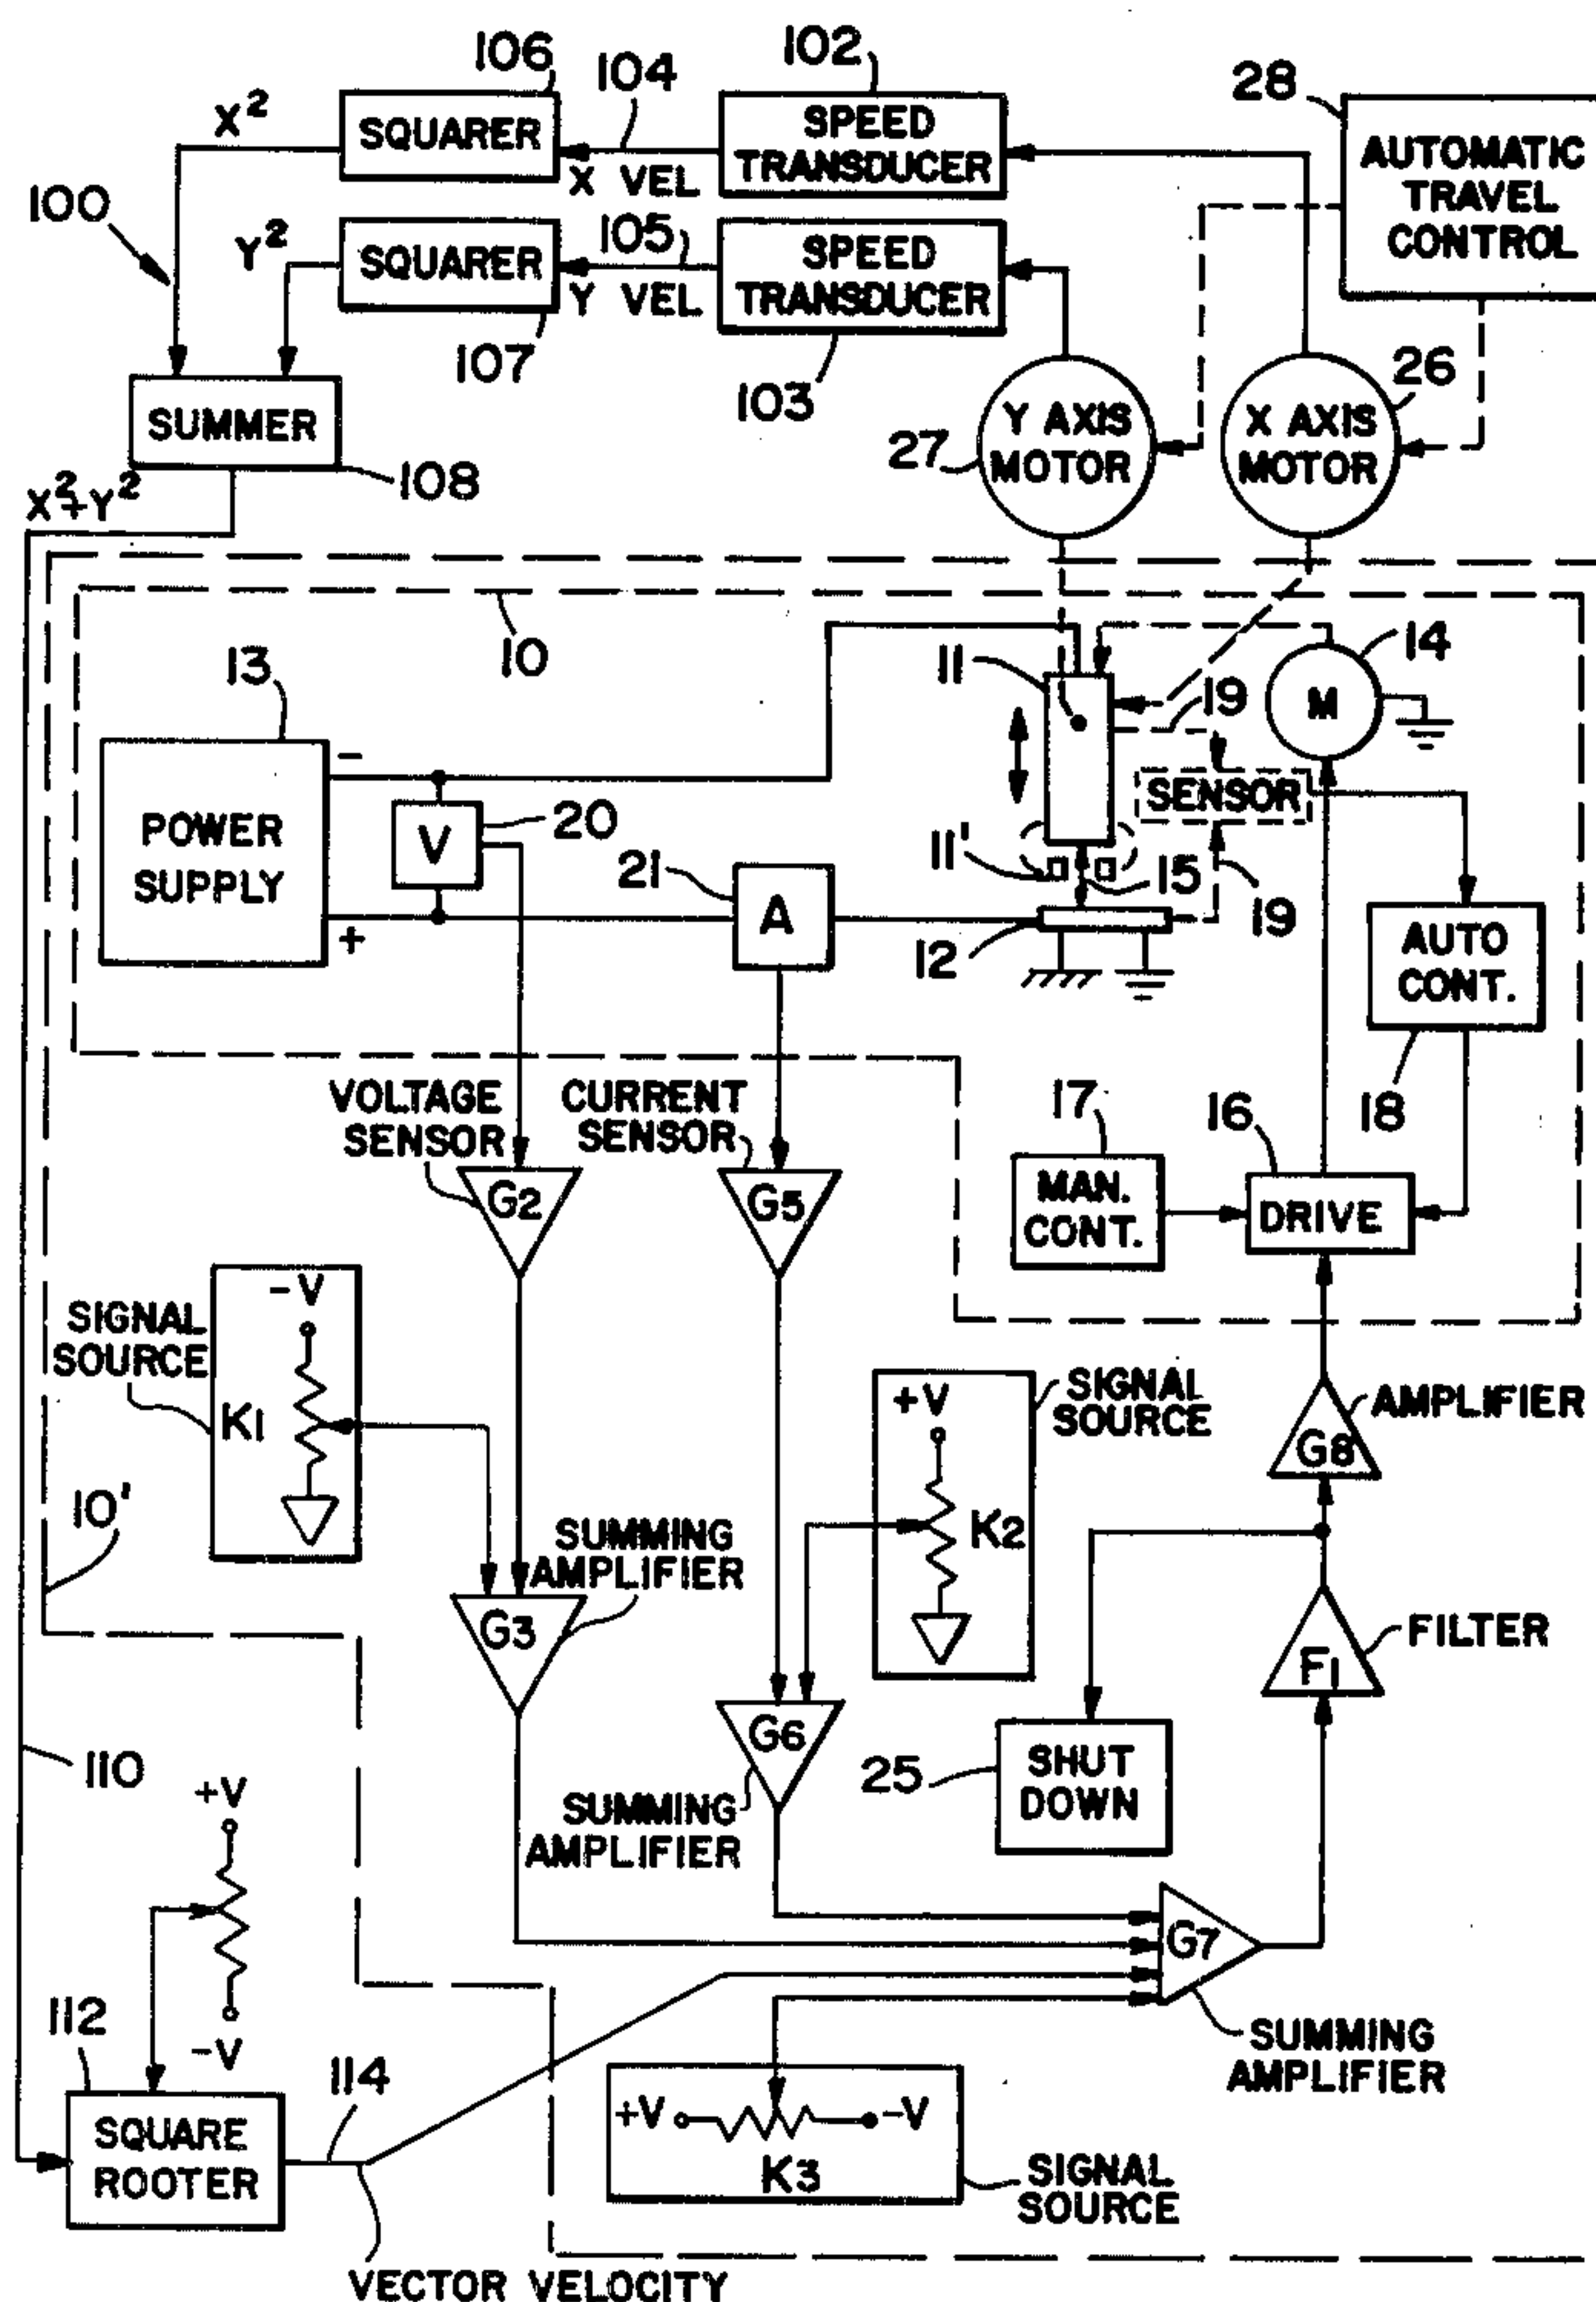 106
104
102
28
X²
SQUARER
SPEED
TRANSDUCER
AUTOMATIC
TRAVEL
CONTROL
X VEL
100
Y²
SQUARER
105
SPEED
TRANSDUCER
Y VEL
107
103
26
SUMMER
108
27
Y AXIS
MOTOR
X AXIS
MOTOR
X²+Y²
10
13
11
19
14
M
−
POWER
SUPPLY
V
20
SENSOR
21
11'
15
A
19
+
12
AUTO
CONT.
VOLTAGE
SENSOR
CURRENT
SENSOR
17
16
18
G2
G5
MAN.
CONT.
DRIVE
−V
SIGNAL
SOURCE
K1
+V
SIGNAL
SOURCE
AMPLIFIER
G8
10'
K2
SUMMING
AMPLIFIER
G3
FILTER
F1
G6
110
25
SHUT
DOWN
+V
SUMMING
AMPLIFIER
G7
112
−V
SUMMING
AMPLIFIER
114
SQUARE
ROOTER
+V
−V
K3
SIGNAL
SOURCE
VECTOR VELOCITY